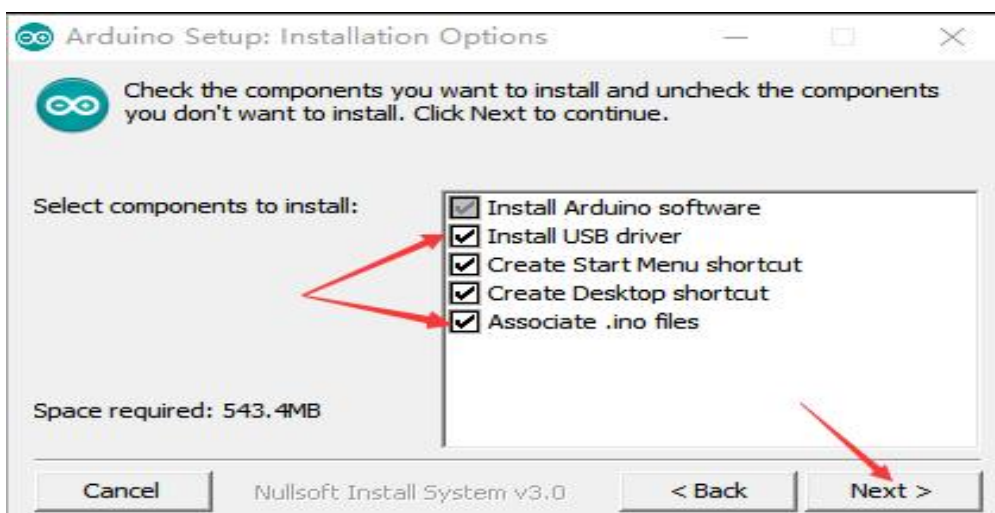 Arduino Setup: Installation Options
Check the components you want to install and uncheck the components
you don't want to install. Click Next to continue.
Select components to install:
Install Arduino software
Install USB driver
Create Start Menu shortcut
Create Desktop shortcut
Associate .ino files
Space required: 543.4MB
Cancel
Nullsoft Install System v3.0
< Back
Next >